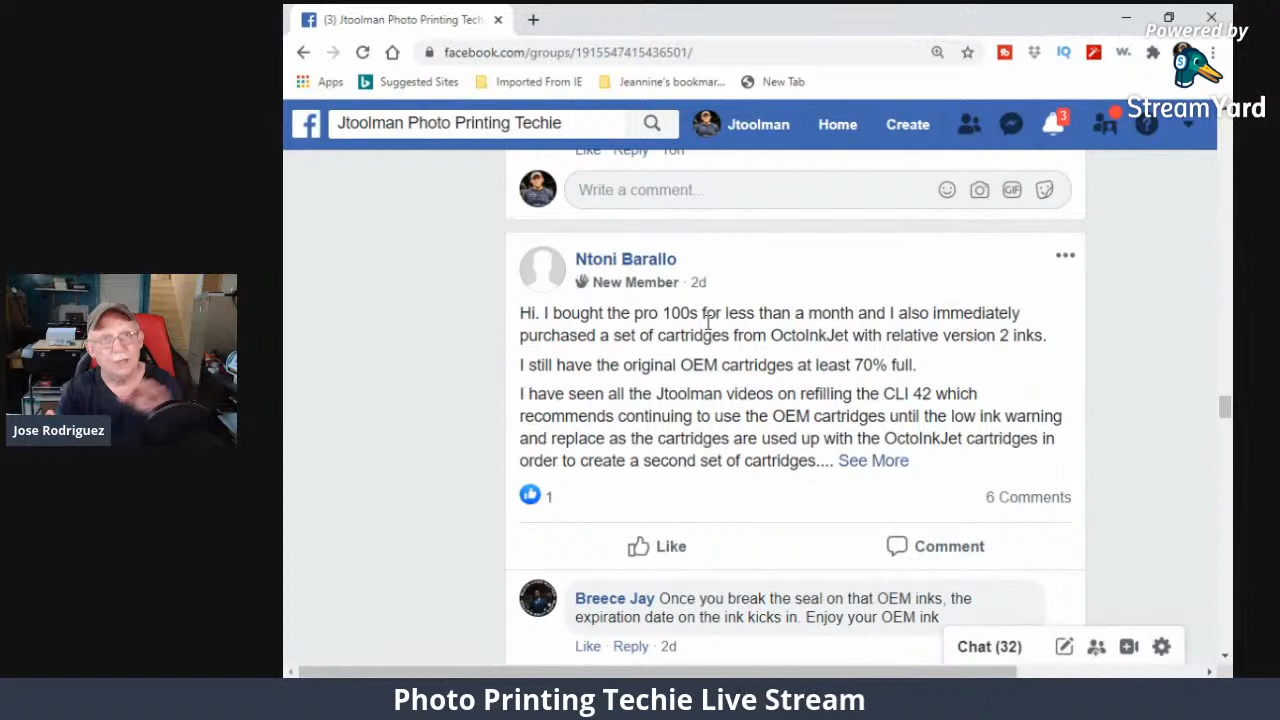 (3) Jtoolman Photo Printing Tech
Powered by
StreamYard
facebook.com/groups/1915547415436501/
IQ
w.
Apps
Suggested Sites
Imported From IE
Jeannine's bookmar...
New Tab
Jtoolman Photo Printing Techie
Jtoolman
Home
Create
3
Like Reply 10h
Write a comment...
GIF
Ntoni Barallo
New Member · 2d
Hi. I bought the pro 100s for less than a month and I also immediately
purchased a set of cartridges from OctoInkJet with relative version 2 inks.
I still have the original OEM cartridges at least 70% full.
I have seen all the Jtoolman videos on refilling the CLI 42 which
recommends continuing to use the OEM cartridges until the low ink warning
and replace as the cartridges are used up with the OctoInkJet cartridges in
order to create a second set of cartridges.... See More
1
6 Comments
Like
Comment
Breece Jay Once you break the seal on that OEM inks, the
expiration date on the ink kicks in. Enjoy your OEM ink
Like · Reply · 2d
Chat (32)
Jose Rodriguez
Photo Printing Techie Live Stream